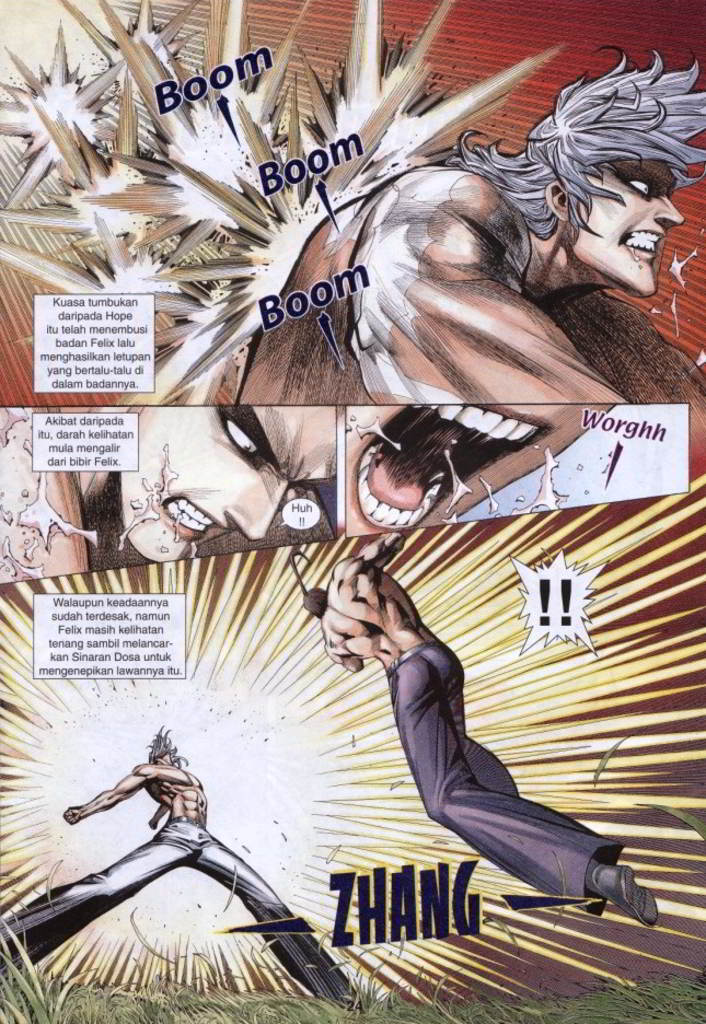 Boom
Boom
Boom
Kuasa tumbukan
daripada Hope
itu telah menembusi
badan Felix lalu
menghasilkan letupan
yang bertalu-talu di
dalam badannya.
Akibat daripada
itu, darah kelihatan
mula mengalir
dari bibir Felix.
Huh
!!
Worghh
!!
Walaupun keadaannya
sudah terdesak, namun
Felix masih kelihatan
tenang sambil melancar-
kan Sinaran Dosa untuk
mengenepikan lawannya itu.
ZHANG
24